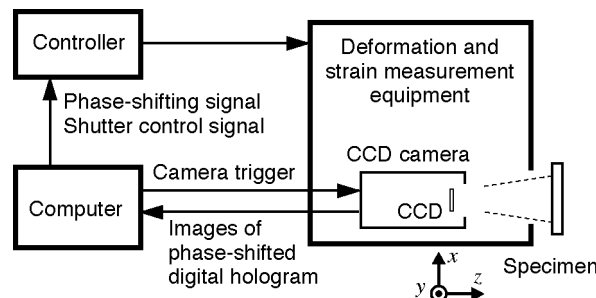 Controller
Deformation and
strain measurement
equipment
Phase-shifting signal
Shutter control signal
CCD camera
Camera trigger
Computer
CCD
Images of
phase-shifted
digital hologram
Specimen
x
y
z